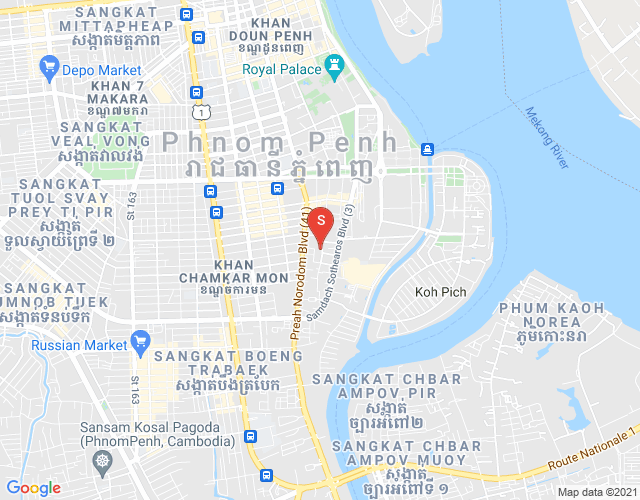 SANGKAT
MITTAPHEAP
សង្កាត់មិត្តភាព
KHAN
DOUN PENH
ខណ្ឌដូនពេញ
Depo Market
Royal Palace
KHAN 7
MAKARA
ខណ្ឌ៧មករា
1
SANGKAT
VEAL VONG
សង្កាត់វាលវង់
Phnom Penh
រាជធានីភ្នំពេញ
Mekong River
SANGKAT
TUOL SVAY
PREY TI PIR
សង្កាត់
ទួលស្វាយព្រៃទី ២
St 163
S
Preah Norodom Blvd (41)
Samdach Sothearos Blvd (3)
KHAN
CHAMKAR MON
ខណ្ឌចំការមន
Koh Pich
SANGKAT
UMNOB TUEK
សង្កាត់ទំនប់ទឹក
PHUM KAOH
NOREA
ភូមិកោះនរា
Russian Market
SANGKAT BOENG
TRABAEK
សង្កាត់បឹងត្របែក
St 163
SANGKAT CHBAR
AMPOV PIR
សង្កាត់
ច្បារអំពៅ២
Sansam Kosal Pagoda
(PhnomPenh, Cambodia)
SANGKAT CHBAR
AMPOV MUOY
សង្កាត់
ច្បារអំពៅទី ១
Route Nationale 1
Google
Map data ©2021